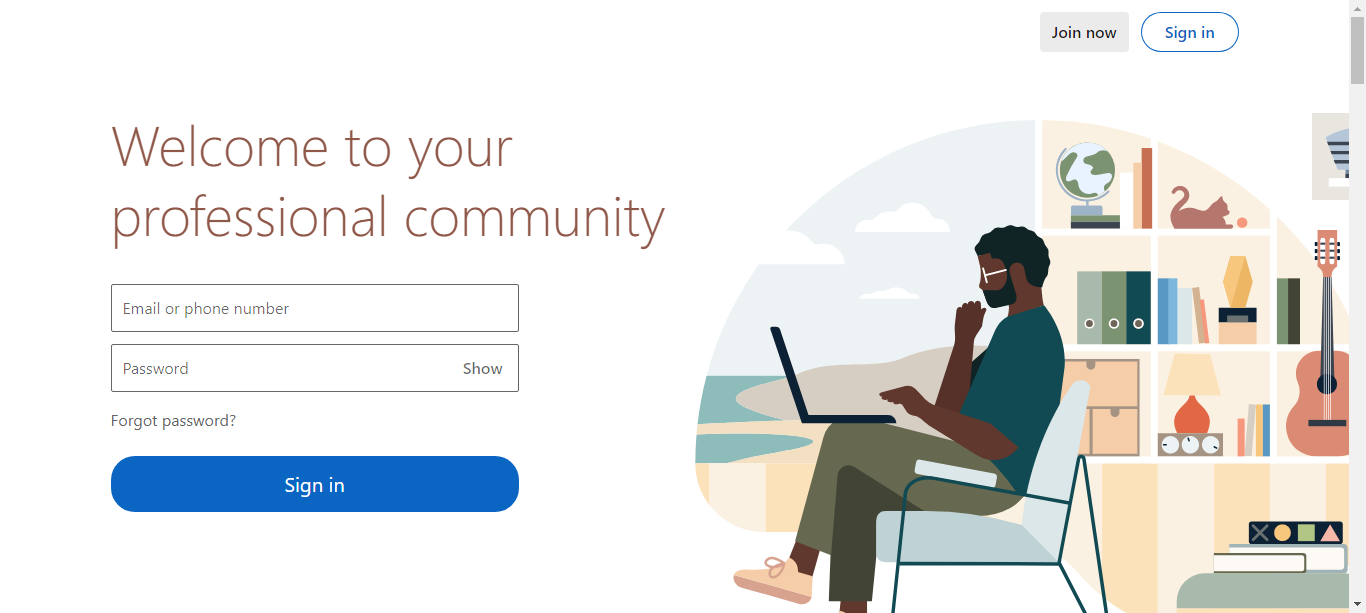 Join now
Sign in
Welcome to your
professional community
Email or phone number
Password
Show
Forgot password?
Sign in